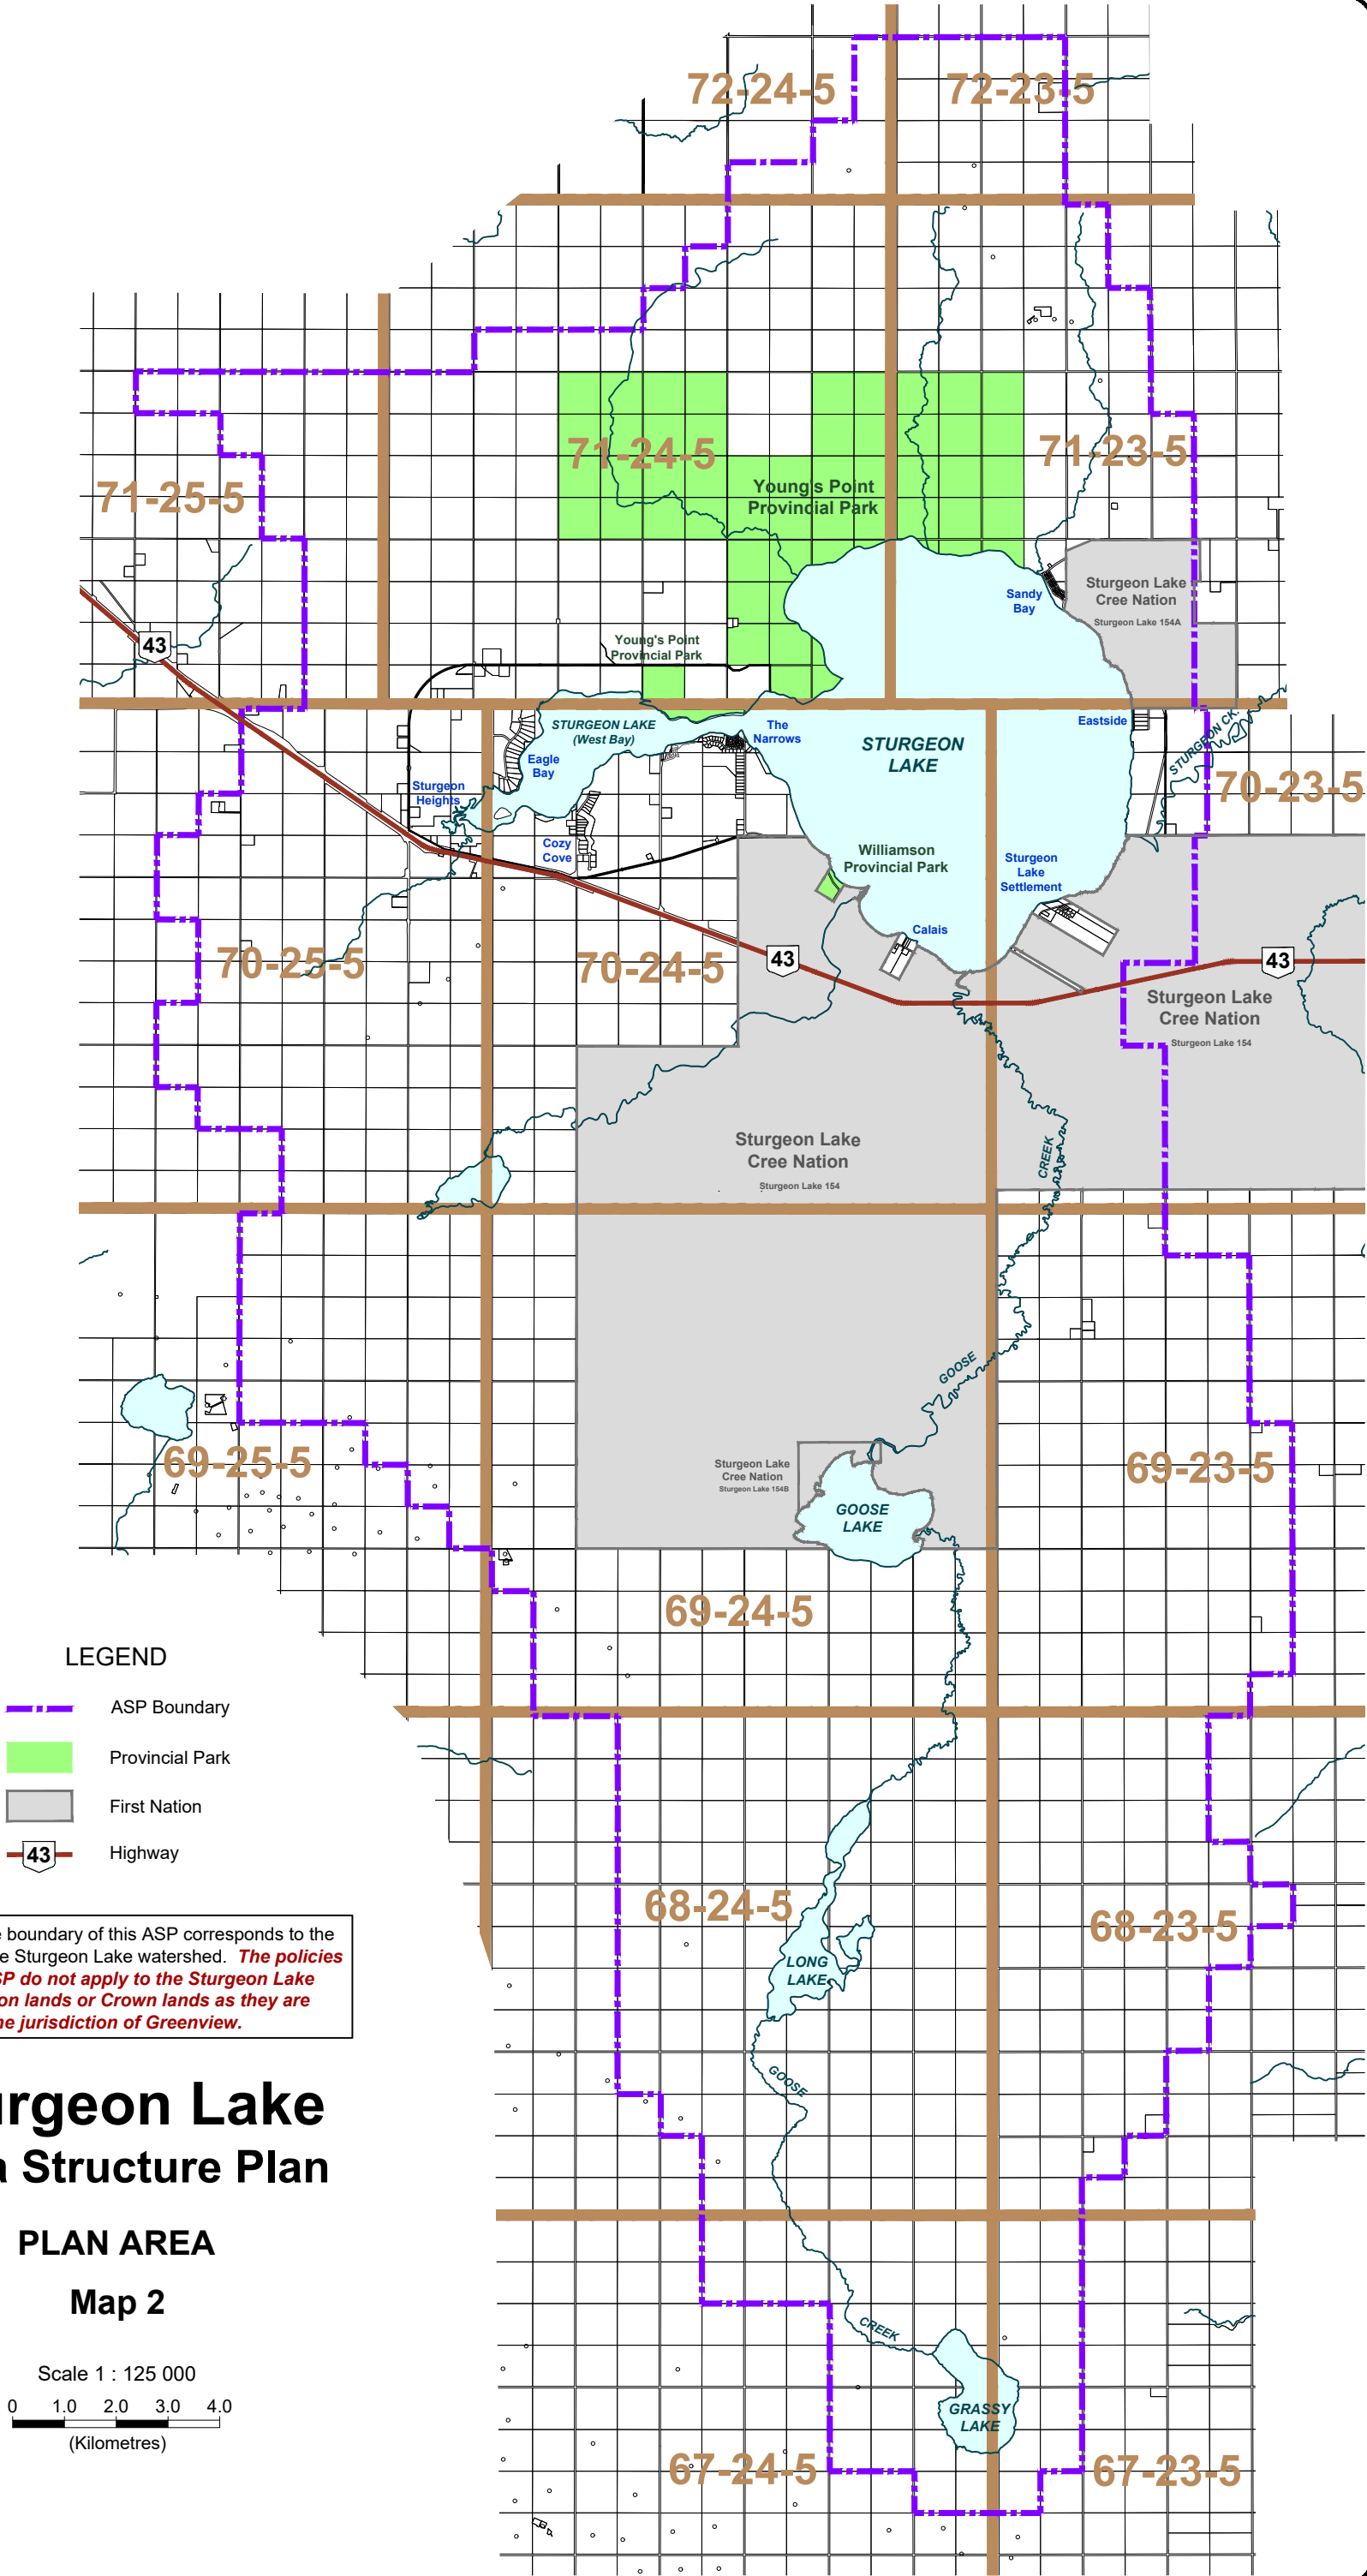 72-24-5
72-23-5
71-24-5
71-23-5
71-25-5
Young's Point
Provincial Park
Sturgeon Lake
Cree Nation
Sturgeon Lake 154A
Sandy
Bay
43
Young's Point
Provincial Park
STURGEON LAKE
(West Bay)
The
Narrows
Eastside
STURGEON CK.
STURGEON
LAKE
Eagle
Bay
Sturgeon
Heights
70-23-5
Cozy
Cove
Williamson
Provincial Park
Sturgeon
Lake
Settlement
Calais
70-25-5
70-24-5
43
43
Sturgeon Lake
Cree Nation
Sturgeon Lake 154
Sturgeon Lake
Cree Nation
Sturgeon Lake 154
CREEK
GOOSE
69-25-5
69-23-5
Sturgeon Lake
Cree Nation
Sturgeon Lake 154B
GOOSE
LAKE
69-24-5
LEGEND
ASP Boundary
Provincial Park
First Nation
43
Highway
68-24-5
68-23-5
LONG
LAKE
GOOSE
boundary of this ASP corresponds to the
Sturgeon Lake watershed. The policies
do not apply to the Sturgeon Lake
lands or Crown lands as they are
jurisdiction of Greenview.
urgeon Lake
a Structure Plan
PLAN AREA
Map 2
Scale 1 : 125 000
0 1.0 2.0 3.0 4.0
(Kilometres)
CREEK
GRASSY
LAKE
67-24-5
67-23-5